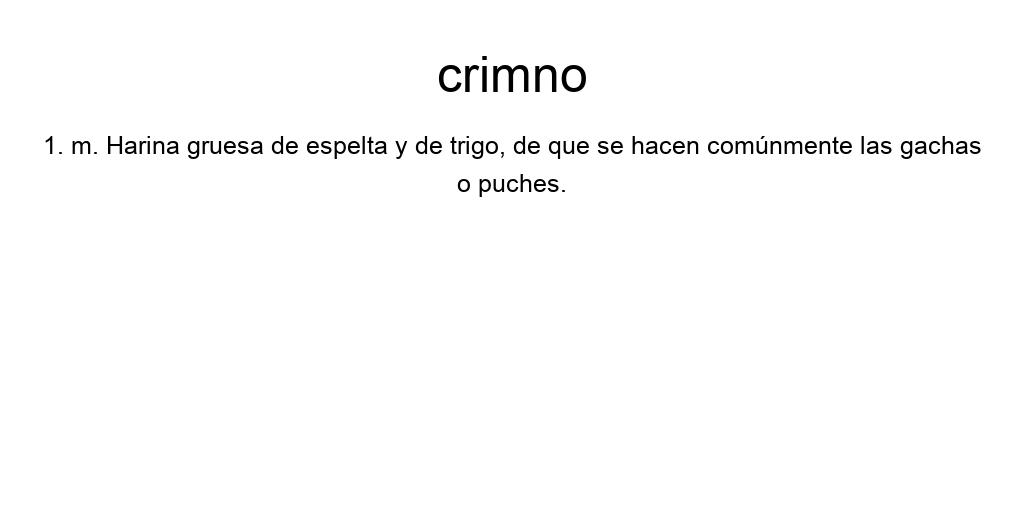 crimno
1. m. Harina gruesa de espelta y de trigo, de que se hacen comúnmente las gachas
o puches.